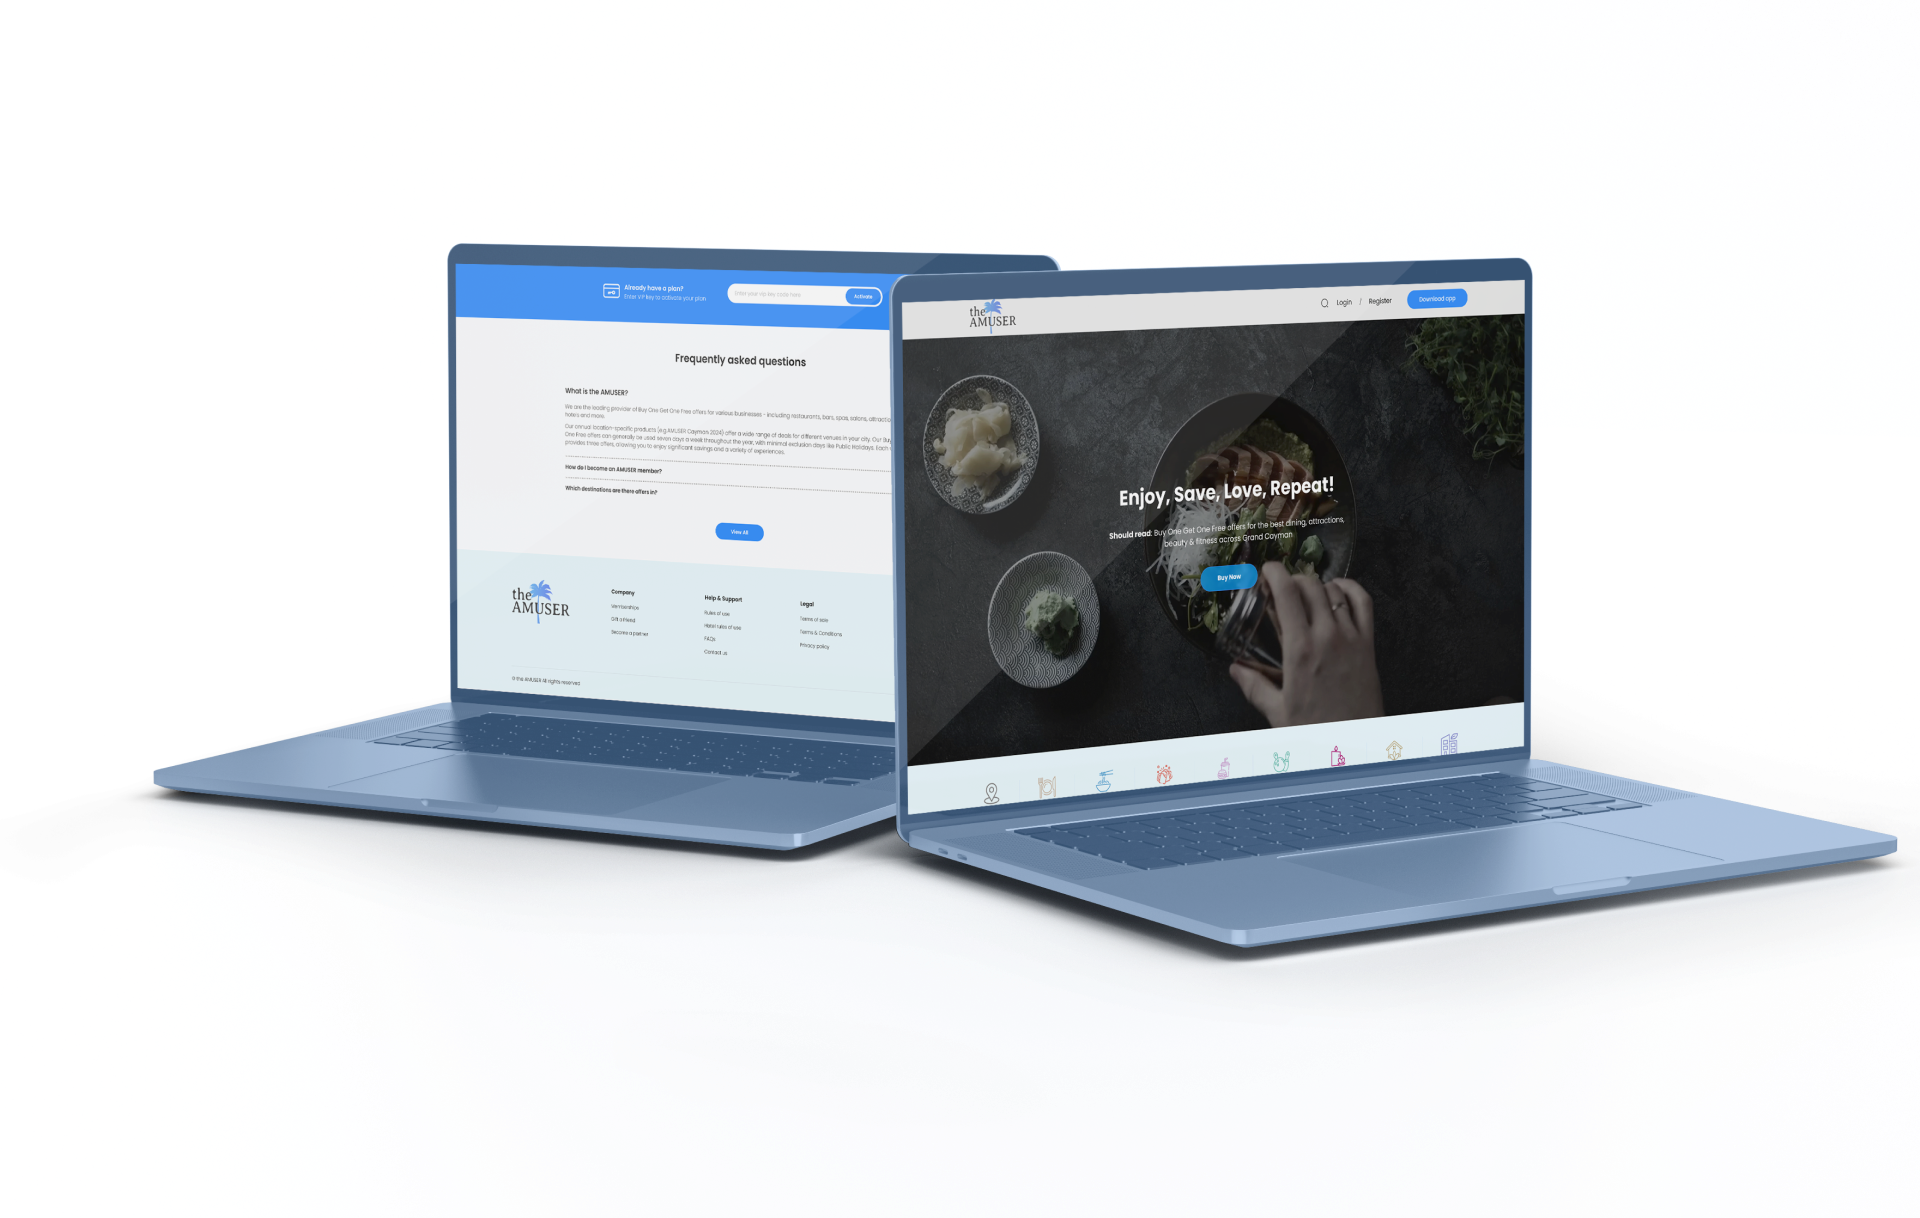 Already have a plan?
Enter VIP key to activate your plan
Enter your vip key code here
Activate
Frequently asked questions
What is the AMUSER?
We are the leading provider of Buy One Get One Free offers for various businesses - including restaurants, bars, spas, salons,
hotels and more.
Our annual location-specific products (e.g AMUSER Cayman 2024) offer a wide range of deals for different venues in your city. Our Buy
One Free offers can generally be used seven days a week throughout the year, with minimal exclusion days like Public Holidays. Each
provides three offers, allowing you to enjoy significant savings and a variety of experiences.
How do I become an AMUSER member?
Which destinations are there offers in?
View All
the
AMUSER
Company
Memberships
Gift a Friend
Become a partner
Help & Support
Rules of use
Hotel rules of use
FAQs
Contact us
Legal
Terms of sale
Terms & Conditions
Privacy policy
© the AMUSER All rights reserved
the
AMUSER
Login / Register
Download app
Enjoy, Save, Love, Repeat!
Should read: Buy One Get One Free offers for the best dining, attractions,
beauty & fitness across Grand Cayman
Buy Now